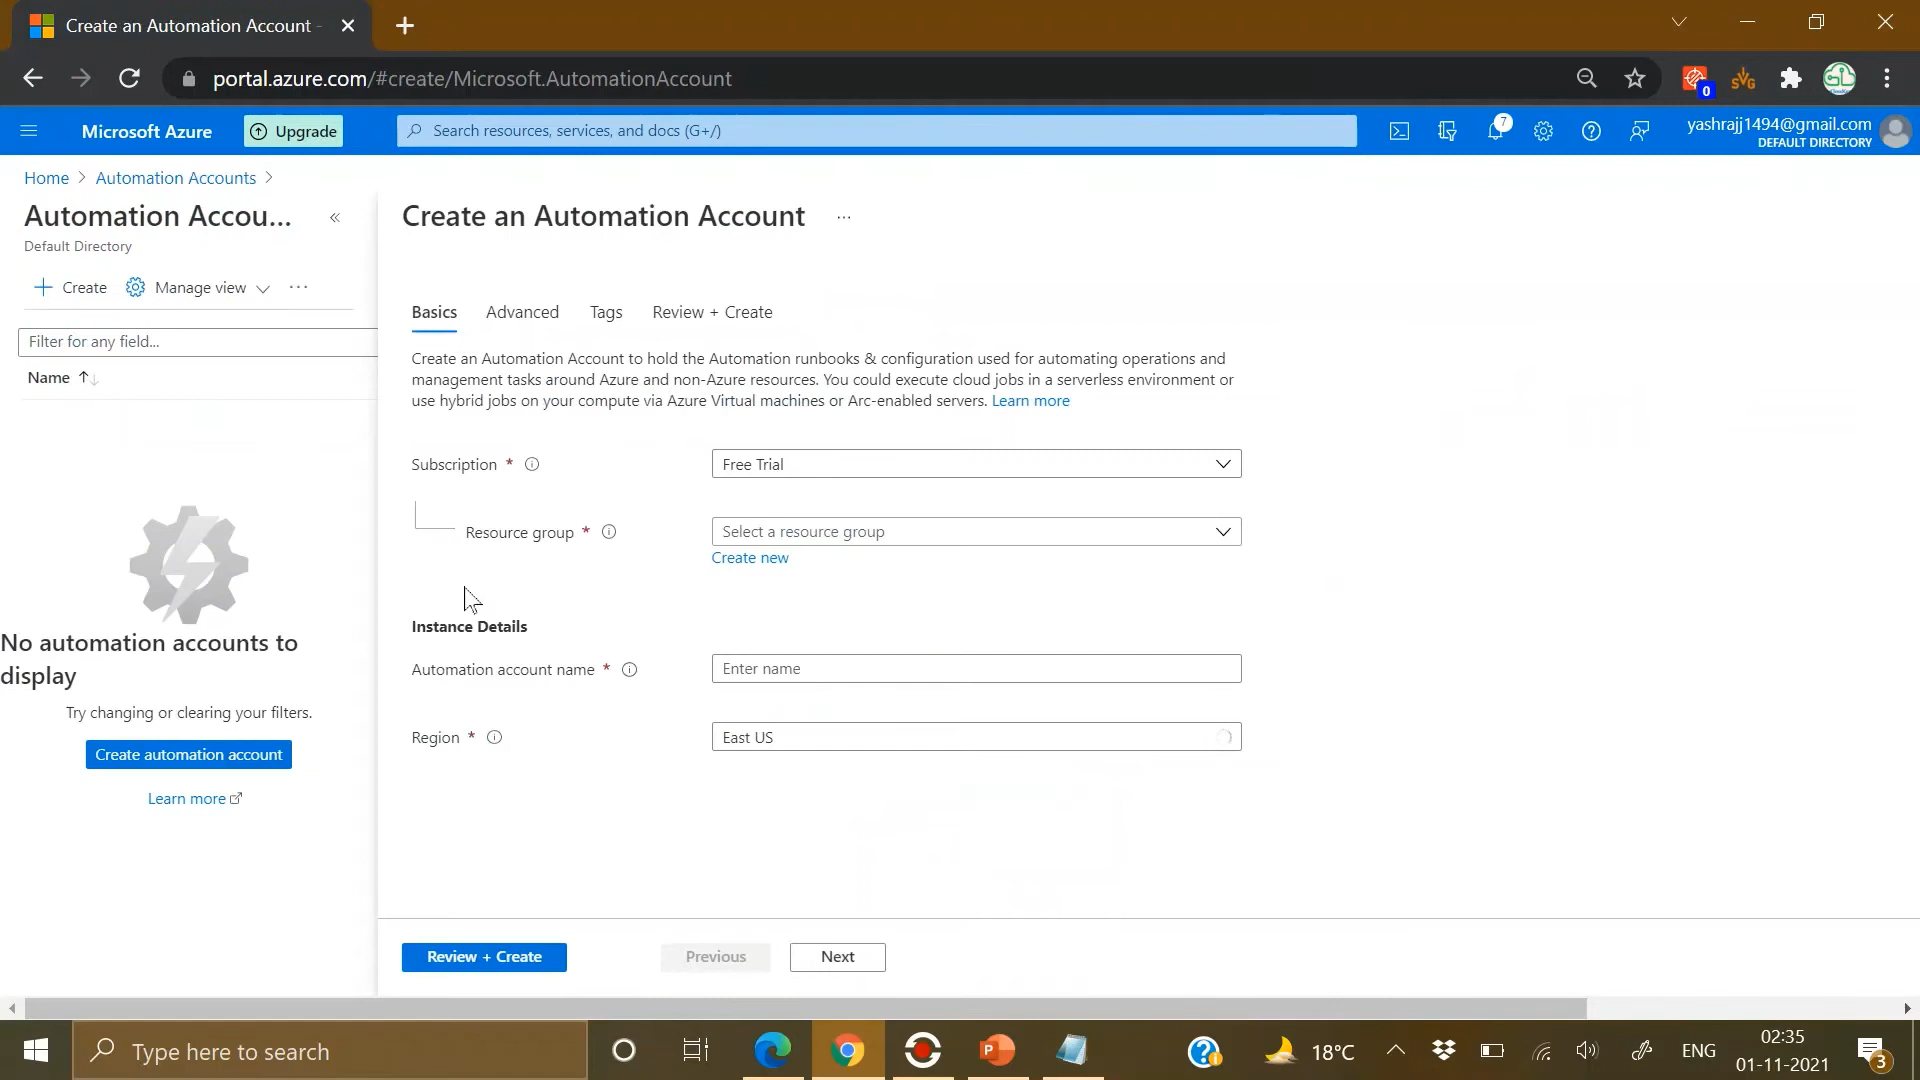 Create an Automation Account -
portal.azure.com/#create/Microsoft.AutomationAccount
0
Microsoft Azure
Upgrade
Search resources, services, and docs (G+/)
7
yashrajj1494@gmail.com
DEFAULT DIRECTORY
Home > Automation Accounts >
Automation Accou...
«
Default Directory
Create an Automation Account
...
+ Create
Manage view
...
Filter for any field...
Name
No automation accounts to
display
Try changing or clearing your filters.
Create automation account
Learn more
Basics
Advanced
Tags
Review + Create
Create an Automation Account to hold the Automation runbooks & configuration used for automating operations and
management tasks around Azure and non-Azure resources. You could execute cloud jobs in a serverless environment or
use hybrid jobs on your compute via Azure Virtual machines or Arc-enabled servers. Learn more
Subscription *
Free Trial
Resource group *
Select a resource group
Create new
Instance Details
Automation account name *
Enter name
Region *
East US
Review + Create
Previous
Next
Type here to search
18°C
ENG
02:35
01-11-2021
3